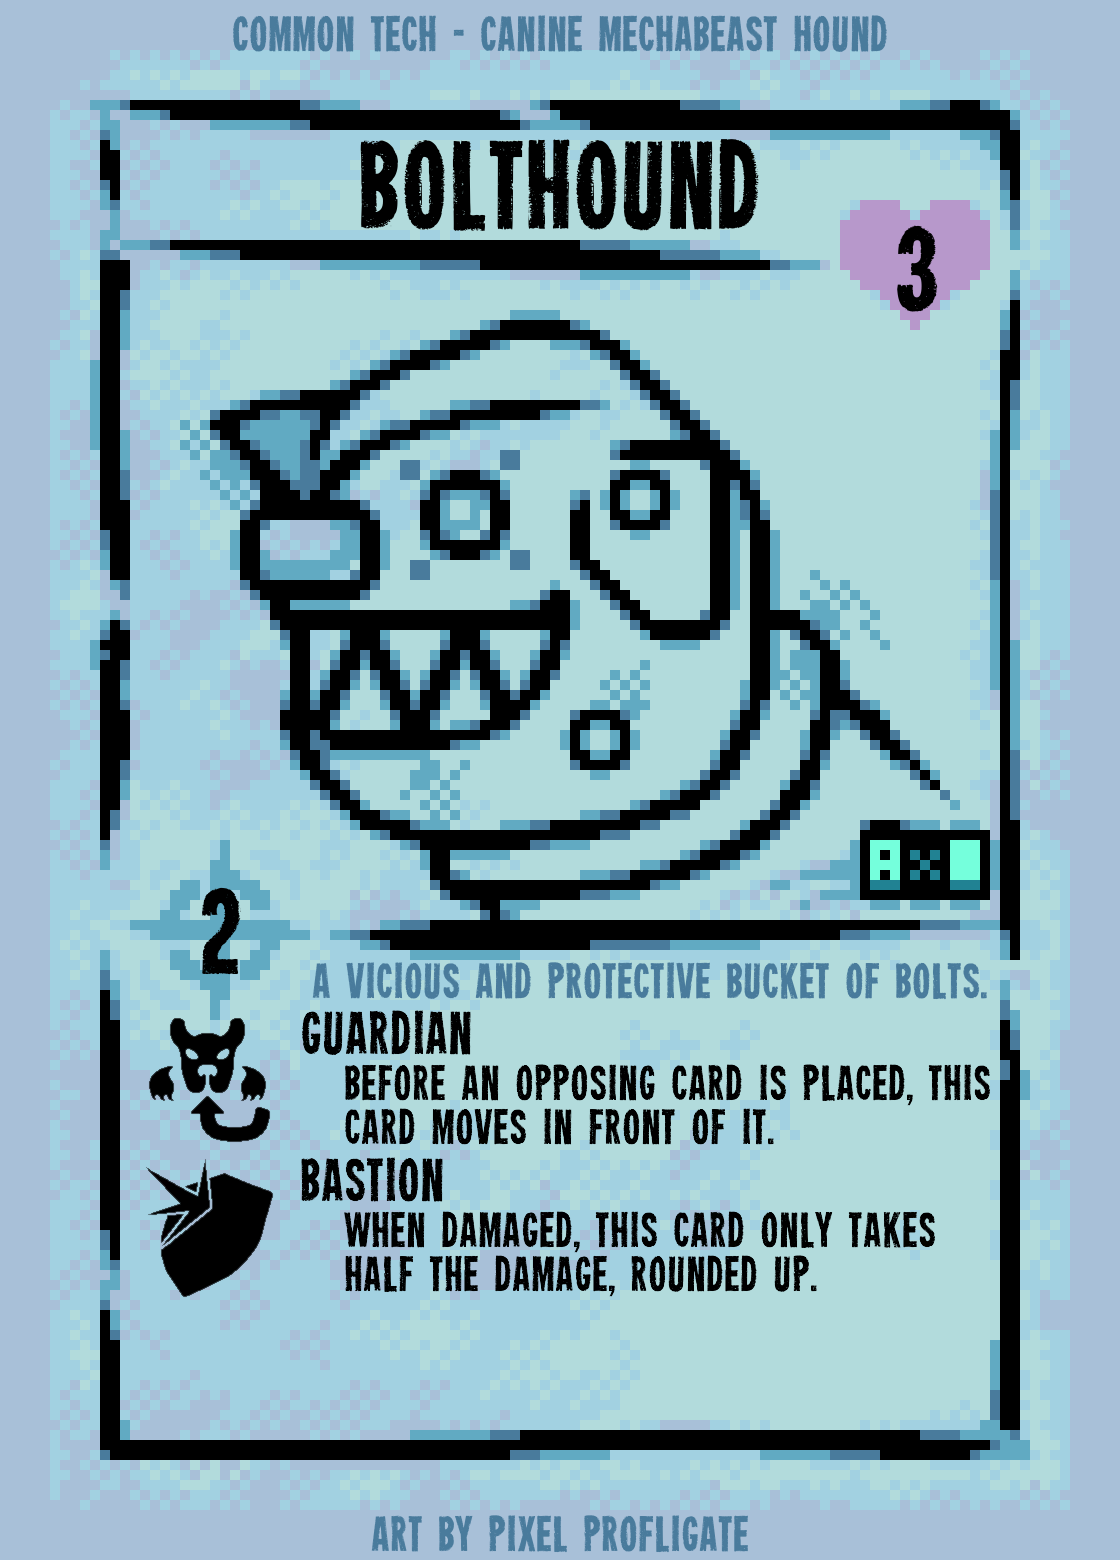 COMMON TECH - CANINE MECHABEAST HOUND
BOLTHOUND
3
A
2
A VICIOUS AND PROTECTIVE BUCKET OF BOLTS.
GUARDIAN
BEFORE AN OPPOSING CARD IS PLACED, THIS
CARD MOVES IN FRONT OF IT.
BASTION
WHEN DAMAGED, THIS CARD ONLY TAKES
HALF THE DAMAGE, ROUNDED UP.
ART BY PIXEL PROFLIGATE